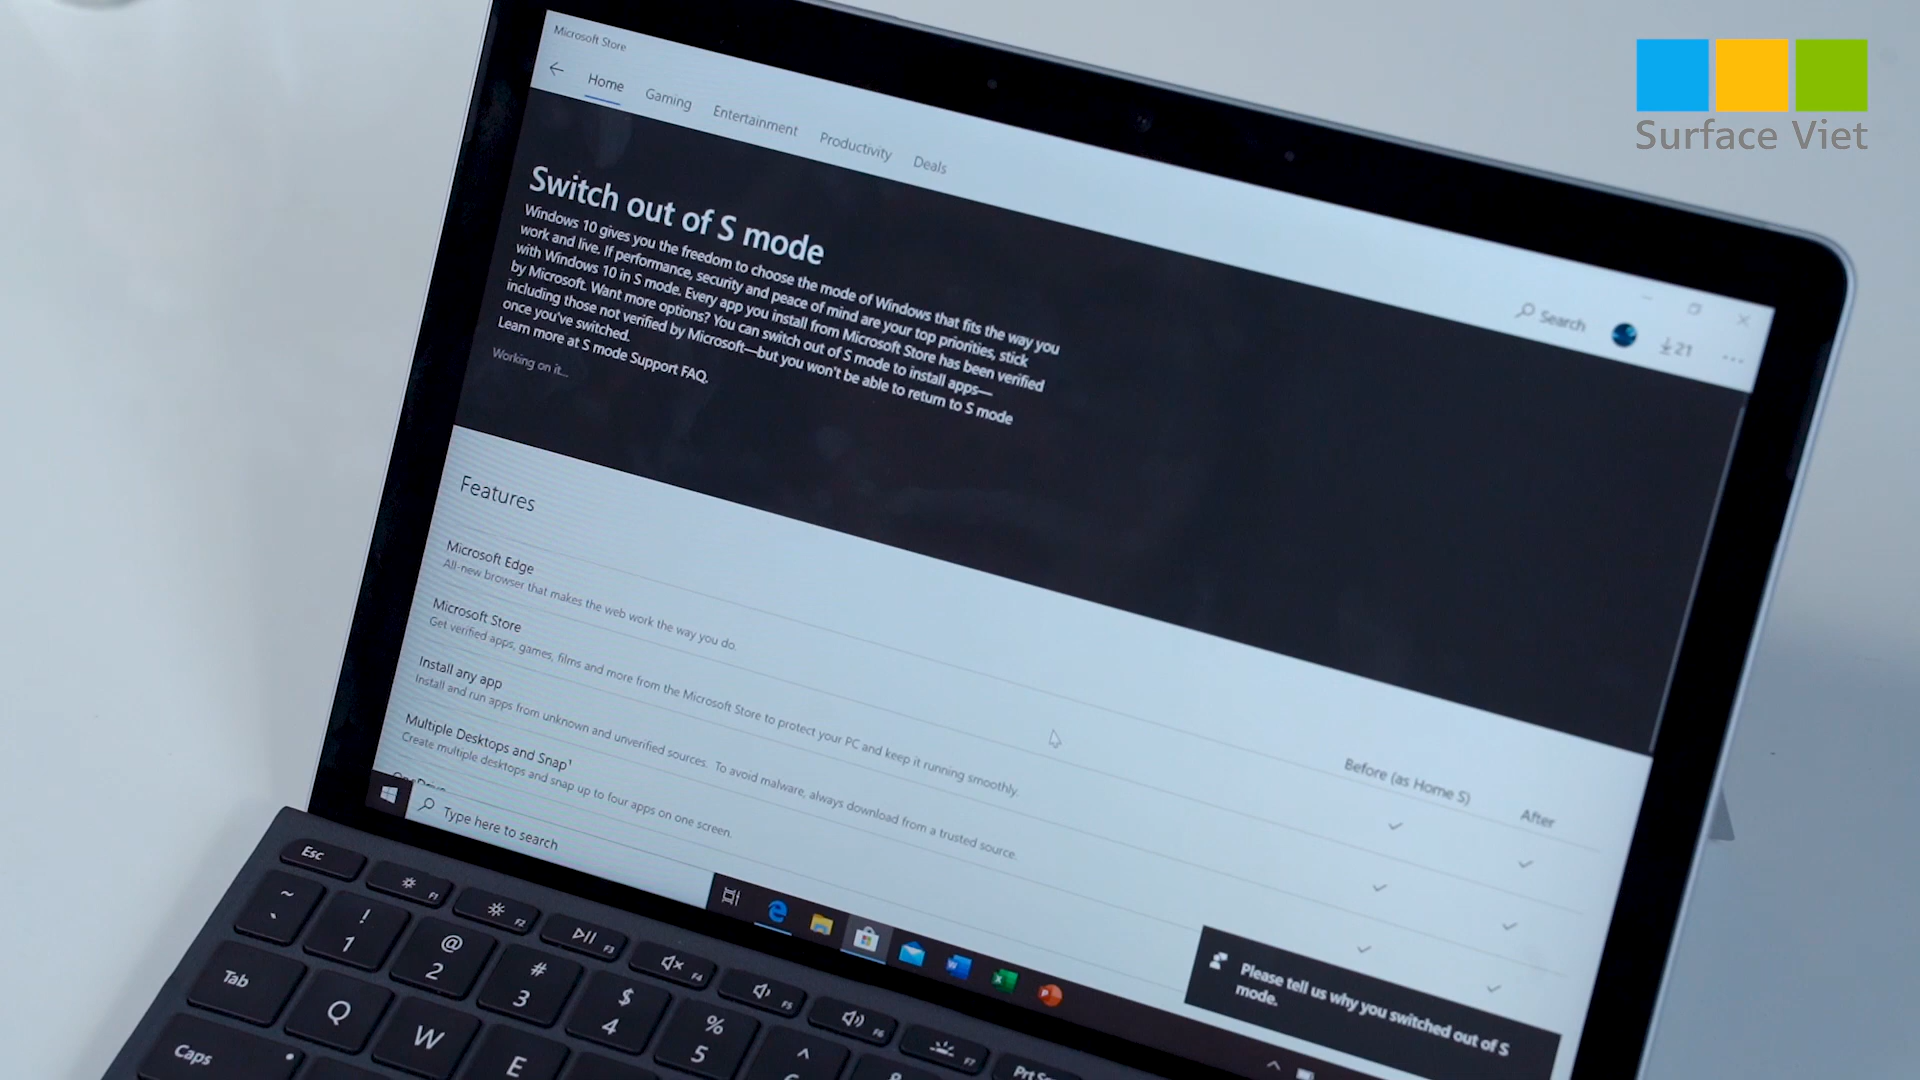 Surface Viet
Microsoft Store
Home
Gaming
Entertainment
Productivity
Deals
Search
21
Switch out of S mode
Windows 10 gives you the freedom to choose the mode of Windows that fits the way you
work and live. If performance, security and peace of mind are your top priorities, stick
with Windows 10 in S mode. Every app you install from Microsoft Store has been verified
by Microsoft. Want more options? You can switch out of S mode to install apps—
including those not verified by Microsoft—but you won't be able to return to S mode
once you've switched.
Learn more at S mode Support FAQ.
Working on it...
Features
Before (as Home S)
After
Microsoft Edge
All-new browser that makes the web work the way you do.
Microsoft Store
Get verified apps, games, films and more from the Microsoft Store to protect your PC and keep it running smoothly.
Install any app
Install and run apps from unknown and unverified sources. To avoid malware, always download from a trusted source.
Multiple Desktops and Snap¹
Create multiple desktops and snap up to four apps on one screen.
Type here to search
Please tell us why you switched out of S
mode.
Esc
F1
F2
F3
F4
F5
F6
F7
~ `
! 1
@ 2
# 3
$ 4
% 5
^
Tab
Q
W
E
Caps